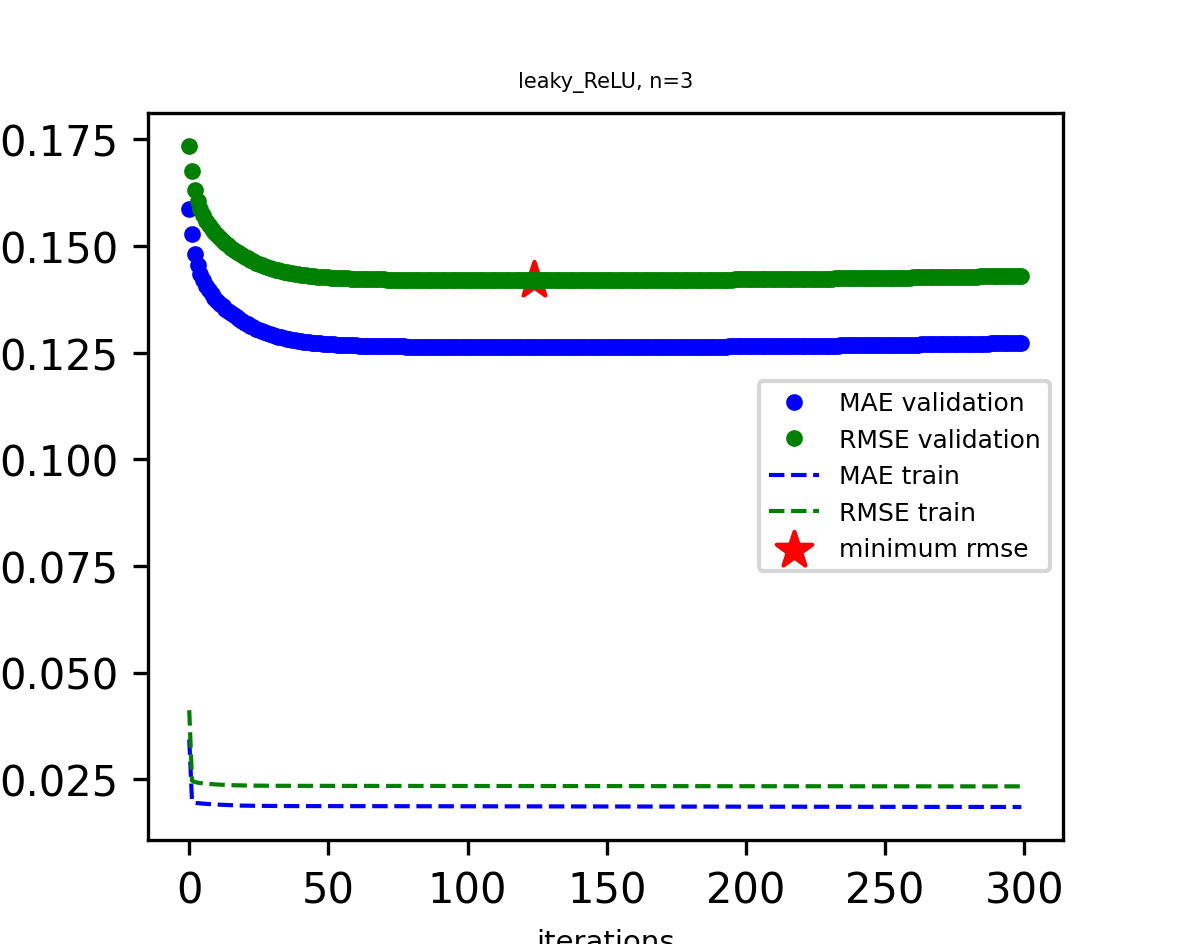 leaky_ReLU, n=3
0.175
0.150
0.125
0.100
0.075
0.050
0.025
MAE validation
RMSE validation
MAE train
RMSE train
minimum rmse
0 50 100 150 200 250 300
iterations